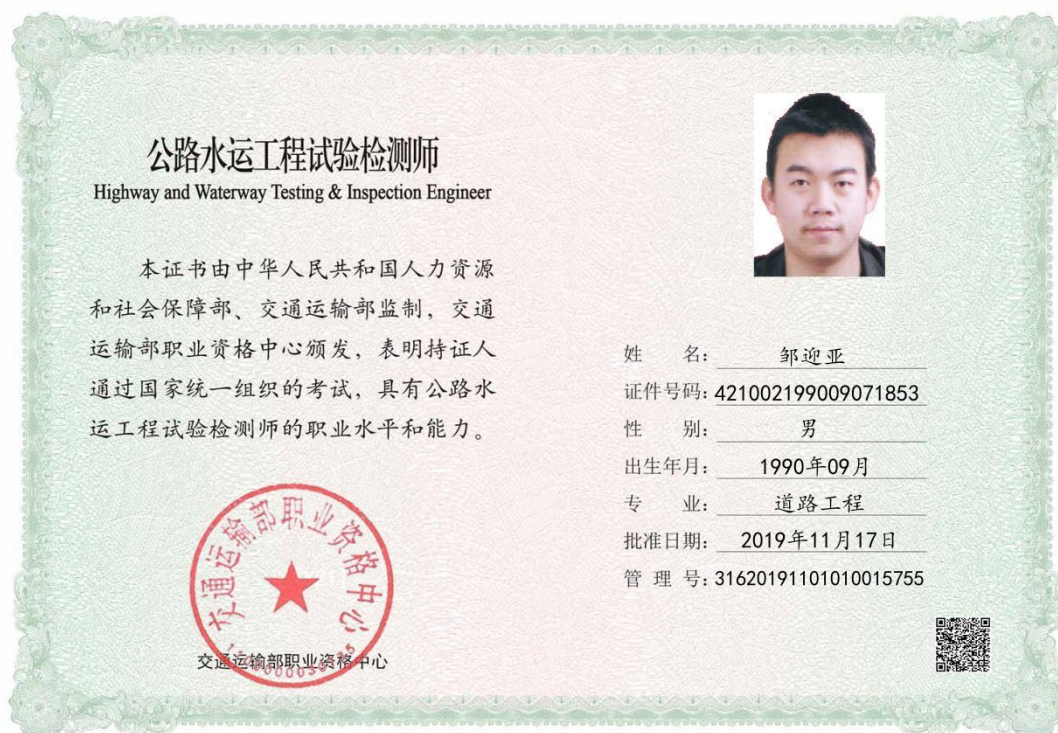 公路水运工程试验检测师
Highway and Waterway Testing & Inspection Engineer
本证书由中华人民共和国人力资源
和社会保障部、交通运输部监制，交通
运输部职业资格中心颁发，表明持证人
通过国家统一组织的考试，具有公路水
运工程试验检测师的职业水平和能力。
交通运输部职业资格中心
交通运输部职业资格中心
姓 名：邹迎亚
证件号码：421002199009071853
性 别：男
出生年月：1990年09月
专 业：道路工程
批准日期：2019年11月17日
管 理 号：31620191101010015755